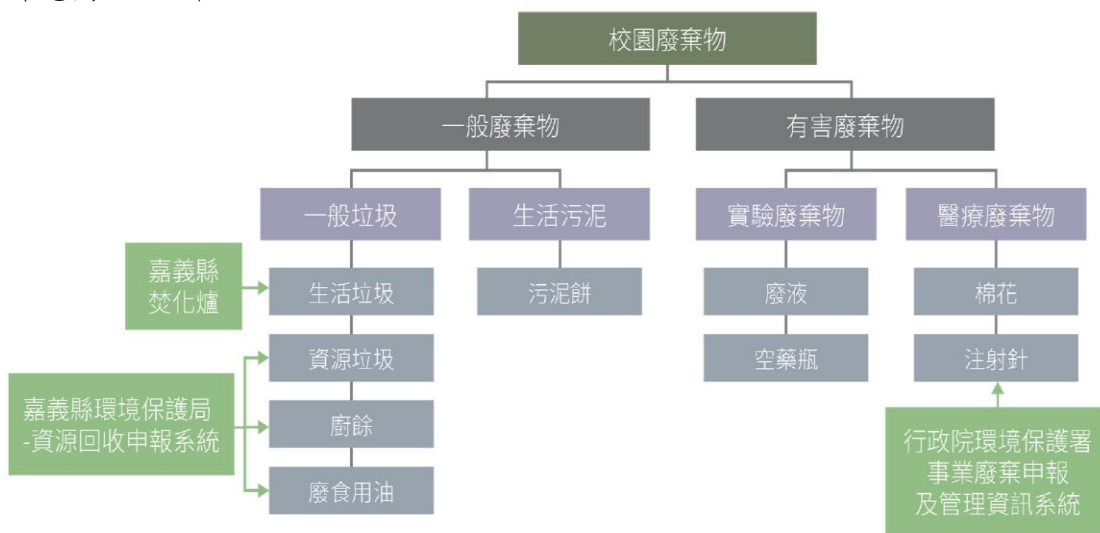 校園廢棄物
一般廢棄物
有害廢棄物
一般垃圾
生活污泥
實驗廢棄物
醫療廢棄物
嘉義縣
焚化爐
生活垃圾
污泥餅
廢液
棉花
資源垃圾
空藥瓶
注射針
嘉義縣環境保護局
-資源回收申報系統
廚餘
廢食用油
行政院環境保護署
事業廢棄申報
及管理資訊系統